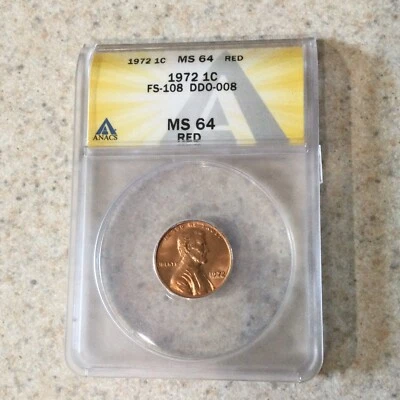 1972 1C MS 64 RED
1972 1C
FS-108 DDO-008
MS 64
RED
ANACS
LIBERTY
1972